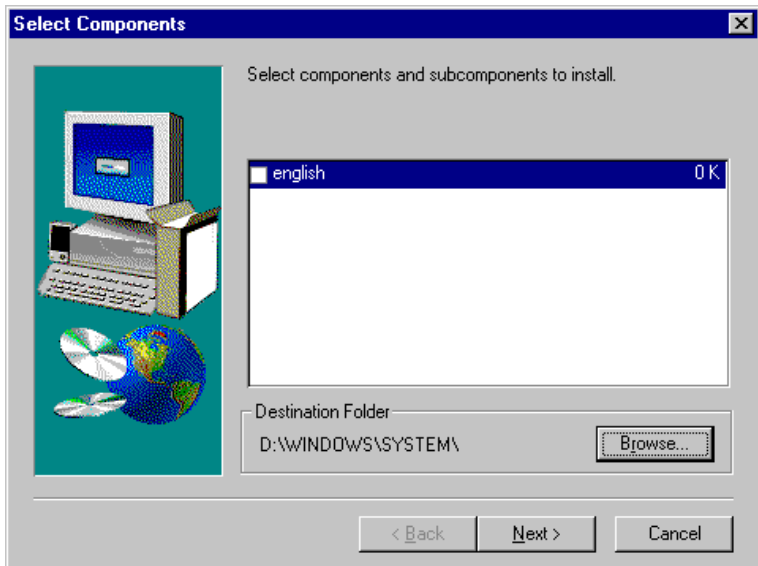 Select Components
Select components and subcomponents to install.
english 0 K
Destination Folder
D:\WINDOWS\SYSTEM\
Browse...
< Back
Next >
Cancel